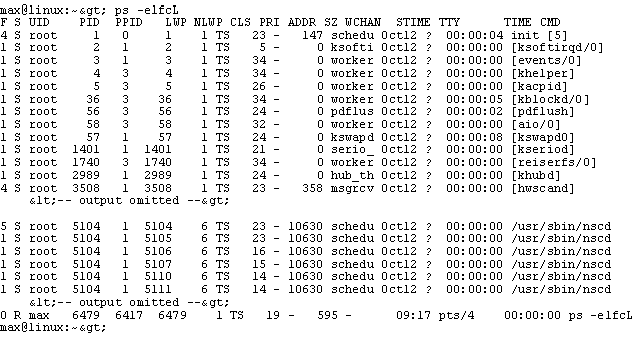 max@linux:~&gt; ps -elfcL
F S UID PID PPID LWP NLWP CLS PRI ADDR SZ WCHAN STIME TTY TIME CMD
4 S root 1 0 1 1 TS 23 - 147 schedu Oct12 ? 00:00:04 init [5]
1 S root 2 1 2 1 TS 5 - 0 ksofti Oct12 ? 00:00:00 [ksoftirqd/0]
1 S root 3 1 3 1 TS 34 - 0 worker Oct12 ? 00:00:00 [events/0]
1 S root 4 3 4 1 TS 34 - 0 worker Oct12 ? 00:00:00 [khelper]
1 S root 5 3 5 1 TS 26 - 0 worker Oct12 ? 00:00:00 [kacpid]
1 S root 36 3 36 1 TS 34 - 0 worker Oct12 ? 00:00:05 [kblockd/0]
1 S root 56 3 56 1 TS 24 - 0 pdflus Oct12 ? 00:00:02 [pdflush]
1 S root 58 3 58 1 TS 32 - 0 worker Oct12 ? 00:00:00 [aio/0]
1 S root 57 1 57 1 TS 24 - 0 kswapd Oct12 ? 00:00:08 [kswapd0]
1 S root 1401 1 1401 1 TS 21 - 0 serio_ Oct12 ? 00:00:00 [kseriod]
1 S root 1740 3 1740 1 TS 34 - 0 worker Oct12 ? 00:00:00 [reiserfs/0]
1 S root 2989 1 2989 1 TS 24 - 0 hub_th Oct12 ? 00:00:00 [khubd]
4 S root 3508 1 3508 1 TS 23 - 358 msgrcv Oct12 ? 00:00:00 [hwscand]
&lt;-- output omitted --&gt;
5 S root 5104 1 5104 6 TS 23 - 10630 schedu Oct12 ? 00:00:00 /usr/sbin/nscd
1 S root 5104 1 5105 6 TS 23 - 10630 schedu Oct12 ? 00:00:00 /usr/sbin/nscd
1 S root 5104 1 5106 6 TS 16 - 10630 schedu Oct12 ? 00:00:00 /usr/sbin/nscd
1 S root 5104 1 5107 6 TS 15 - 10630 schedu Oct12 ? 00:00:00 /usr/sbin/nscd
1 S root 5104 1 5110 6 TS 14 - 10630 schedu Oct12 ? 00:00:00 /usr/sbin/nscd
1 S root 5104 1 5111 6 TS 14 - 10630 schedu Oct12 ? 00:00:00 /usr/sbin/nscd
&lt;-- output omitted --&gt;
0 R max 6479 6417 6479 1 TS 19 - 595 - 09:17 pts/4 00:00:00 ps -elfcL
max@linux:~&gt;